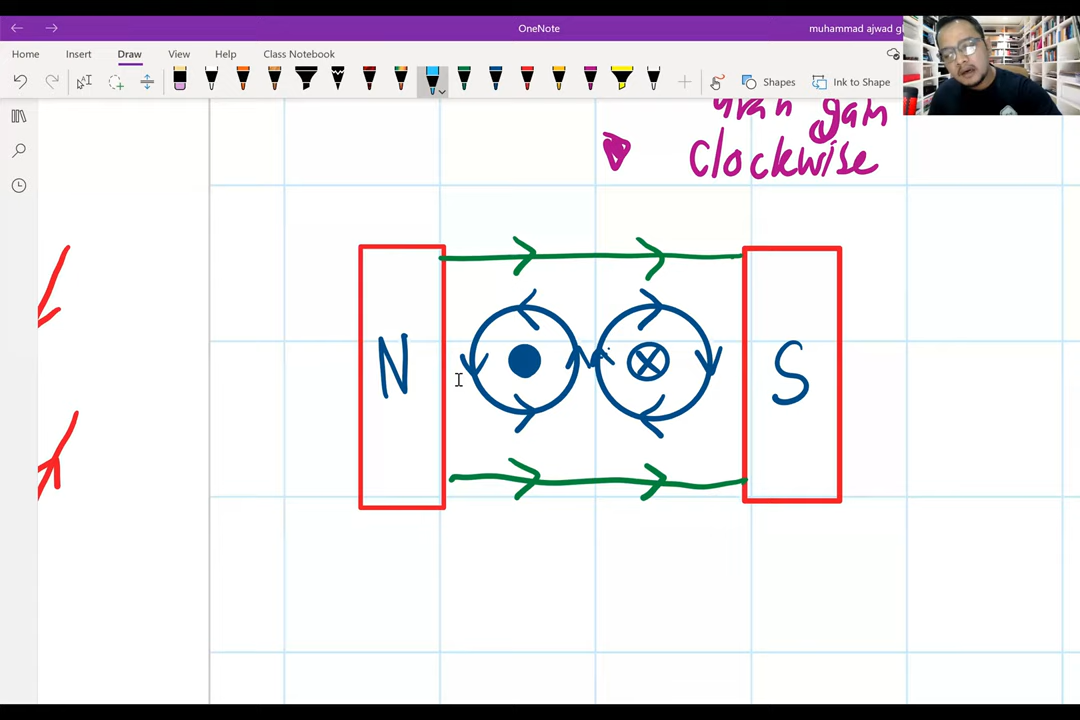 OneNote
muhammad ajwad
Home Insert Draw View Help Class Notebook
Shapes Ink to Shape
clockwise
N S